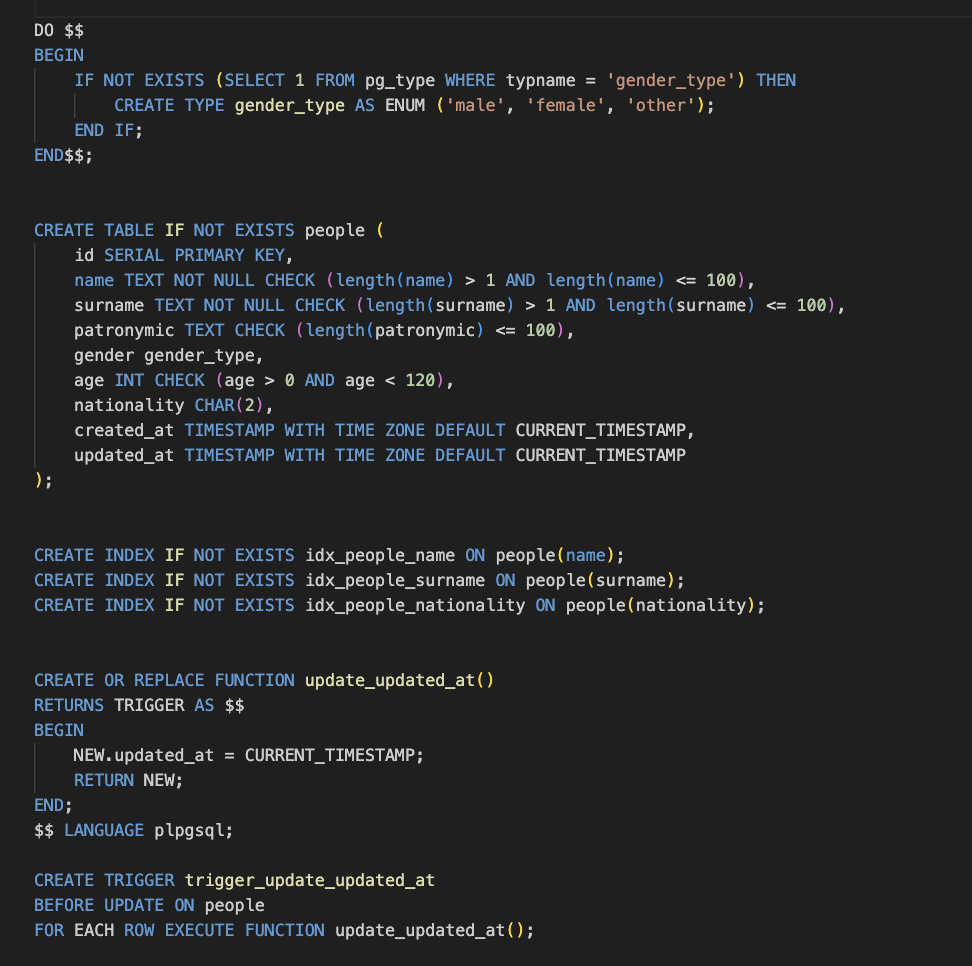 DO $$
BEGIN
    IF NOT EXISTS (SELECT 1 FROM pg_type WHERE typname = 'gender_type') THEN
        CREATE TYPE gender_type AS ENUM ('male', 'female', 'other');
    END IF;
END$$;
CREATE TABLE IF NOT EXISTS people (
    id SERIAL PRIMARY KEY,
    name TEXT NOT NULL CHECK (length(name) > 1 AND length(name) <= 100),
    surname TEXT NOT NULL CHECK (length(surname) > 1 AND length(surname) <= 100),
    patronymic TEXT CHECK (length(patronymic) <= 100),
    gender gender_type,
    age INT CHECK (age > 0 AND age < 120),
    nationality CHAR(2),
    created_at TIMESTAMP WITH TIME ZONE DEFAULT CURRENT_TIMESTAMP,
    updated_at TIMESTAMP WITH TIME ZONE DEFAULT CURRENT_TIMESTAMP
);
CREATE INDEX IF NOT EXISTS idx_people_name ON people(name);
CREATE INDEX IF NOT EXISTS idx_people_surname ON people(surname);
CREATE INDEX IF NOT EXISTS idx_people_nationality ON people(nationality);
CREATE OR REPLACE FUNCTION update_updated_at()
RETURNS TRIGGER AS $$
BEGIN
    NEW.updated_at = CURRENT_TIMESTAMP;
    RETURN NEW;
END;
$$ LANGUAGE plpgsql;
CREATE TRIGGER trigger_update_updated_at
BEFORE UPDATE ON people
FOR EACH ROW EXECUTE FUNCTION update_updated_at();